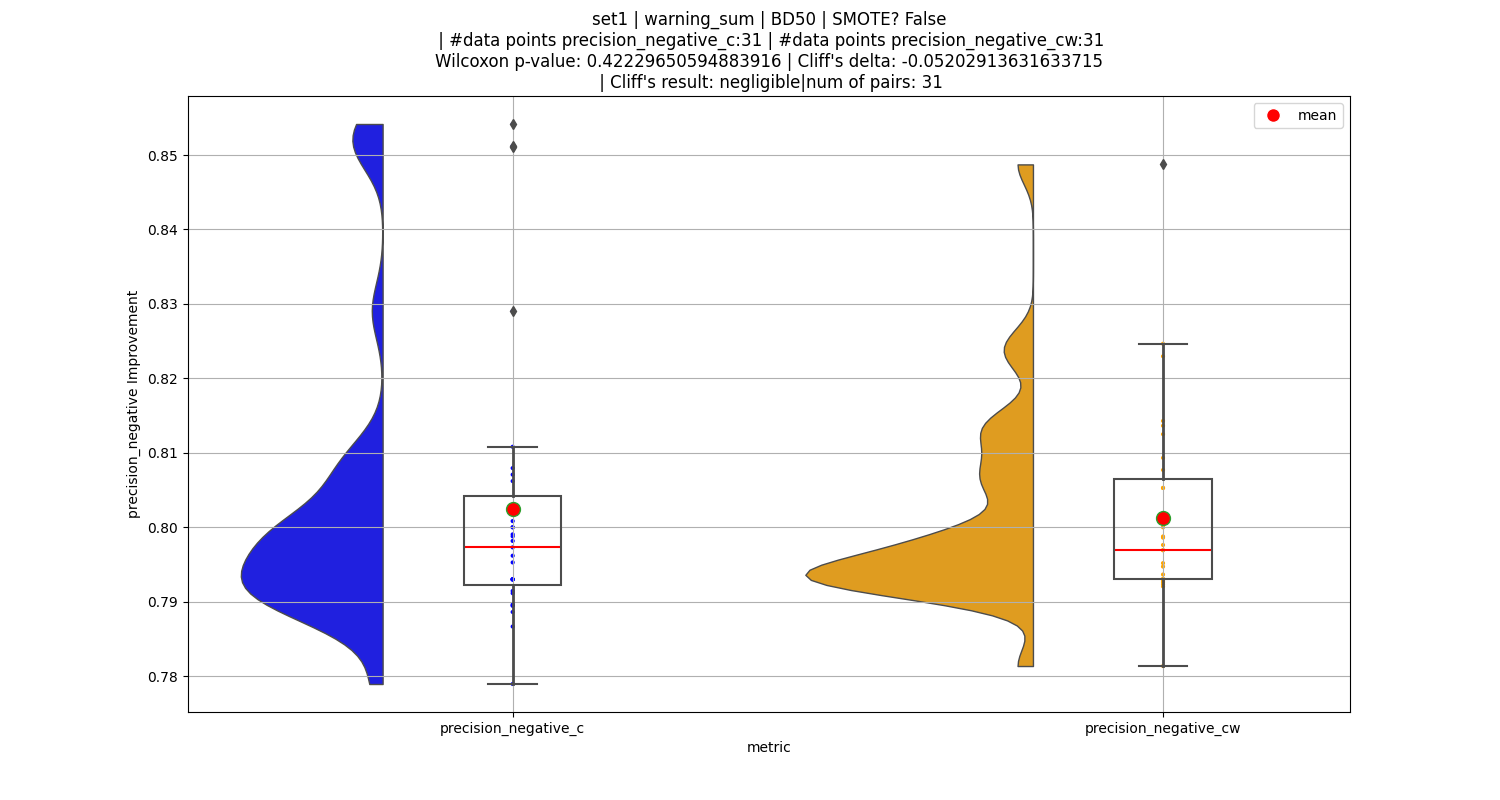 set1 | warning_sum | BD50 | SMOTE? False
| #data points precision_negative_c:31 | #data points precision_negative_cw:31
Wilcoxon p-value: 0.42229650594883916 | Cliff's delta: -0.05202913631633715
| Cliff's result: negligible|num of pairs: 31
mean
0.85
0.84
0.83
0.82
0.81
0.80
0.79
0.78
precision_negative Improvement
precision_negative_c
precision_negative_cw
metric